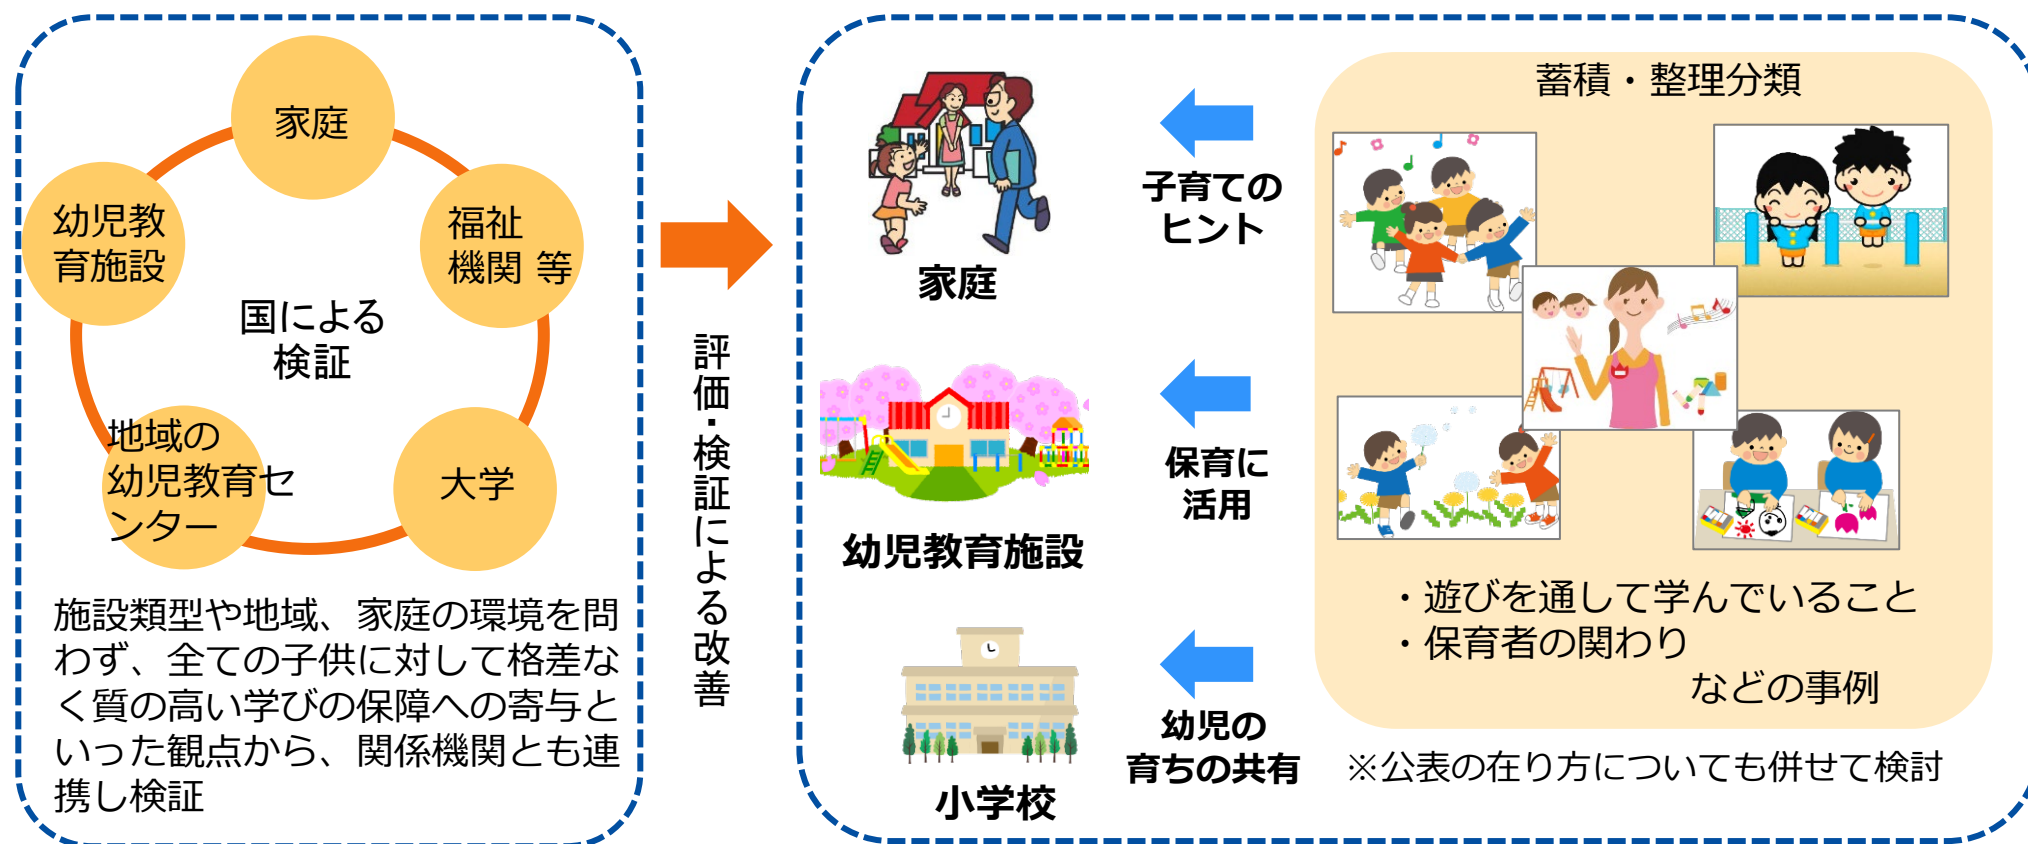 家庭
幼児教
育施設
福祉
機関 等
国による
検証
地域の
幼児教育セ
ンター
大学
施設類型や地域、家庭の環境を問
わず、全ての子供に対して格差な
く質の高い学びの保障への寄与と
いった観点から、関係機関とも連
携し検証
評価・検証による改善
家庭
子育ての
ヒント
幼児教育施設
保育に
活用
小学校
幼児の
育ちの共有
蓄積・整理分類
・遊びを通して学んでいること
・保育者の関わり
などの事例
※公表の在り方についても併せて検討